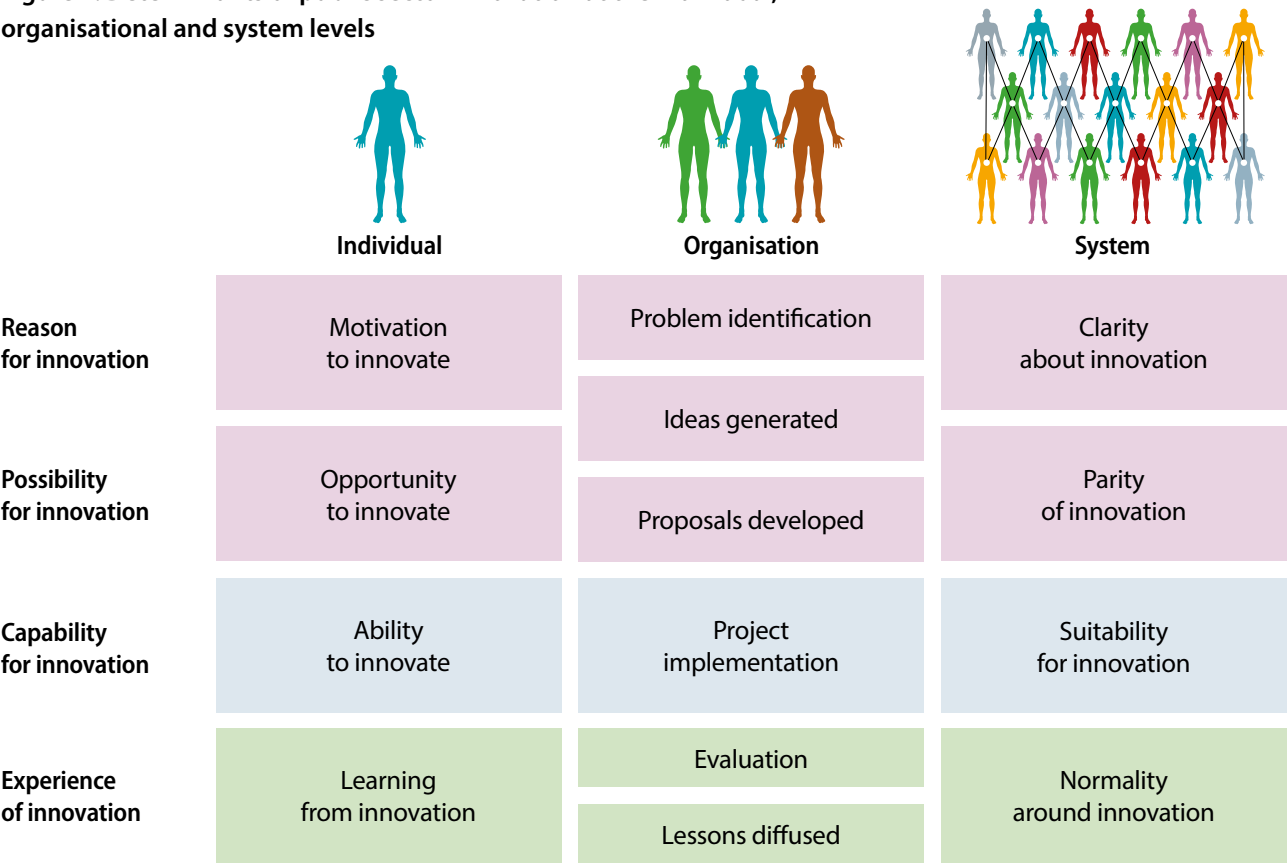 organisational and system levels
Individual
Organisation
System
Reason
for innovation
Motivation
to innovate
Problem identification
Ideas generated
Clarity
about innovation
Possibility
for innovation
Opportunity
to innovate
Proposals developed
Parity
of innovation
Capability
for innovation
Ability
to innovate
Project
implementation
Suitability
for innovation
Experience
of innovation
Learning
from innovation
Evaluation
Lessons diffused
Normality
around innovation